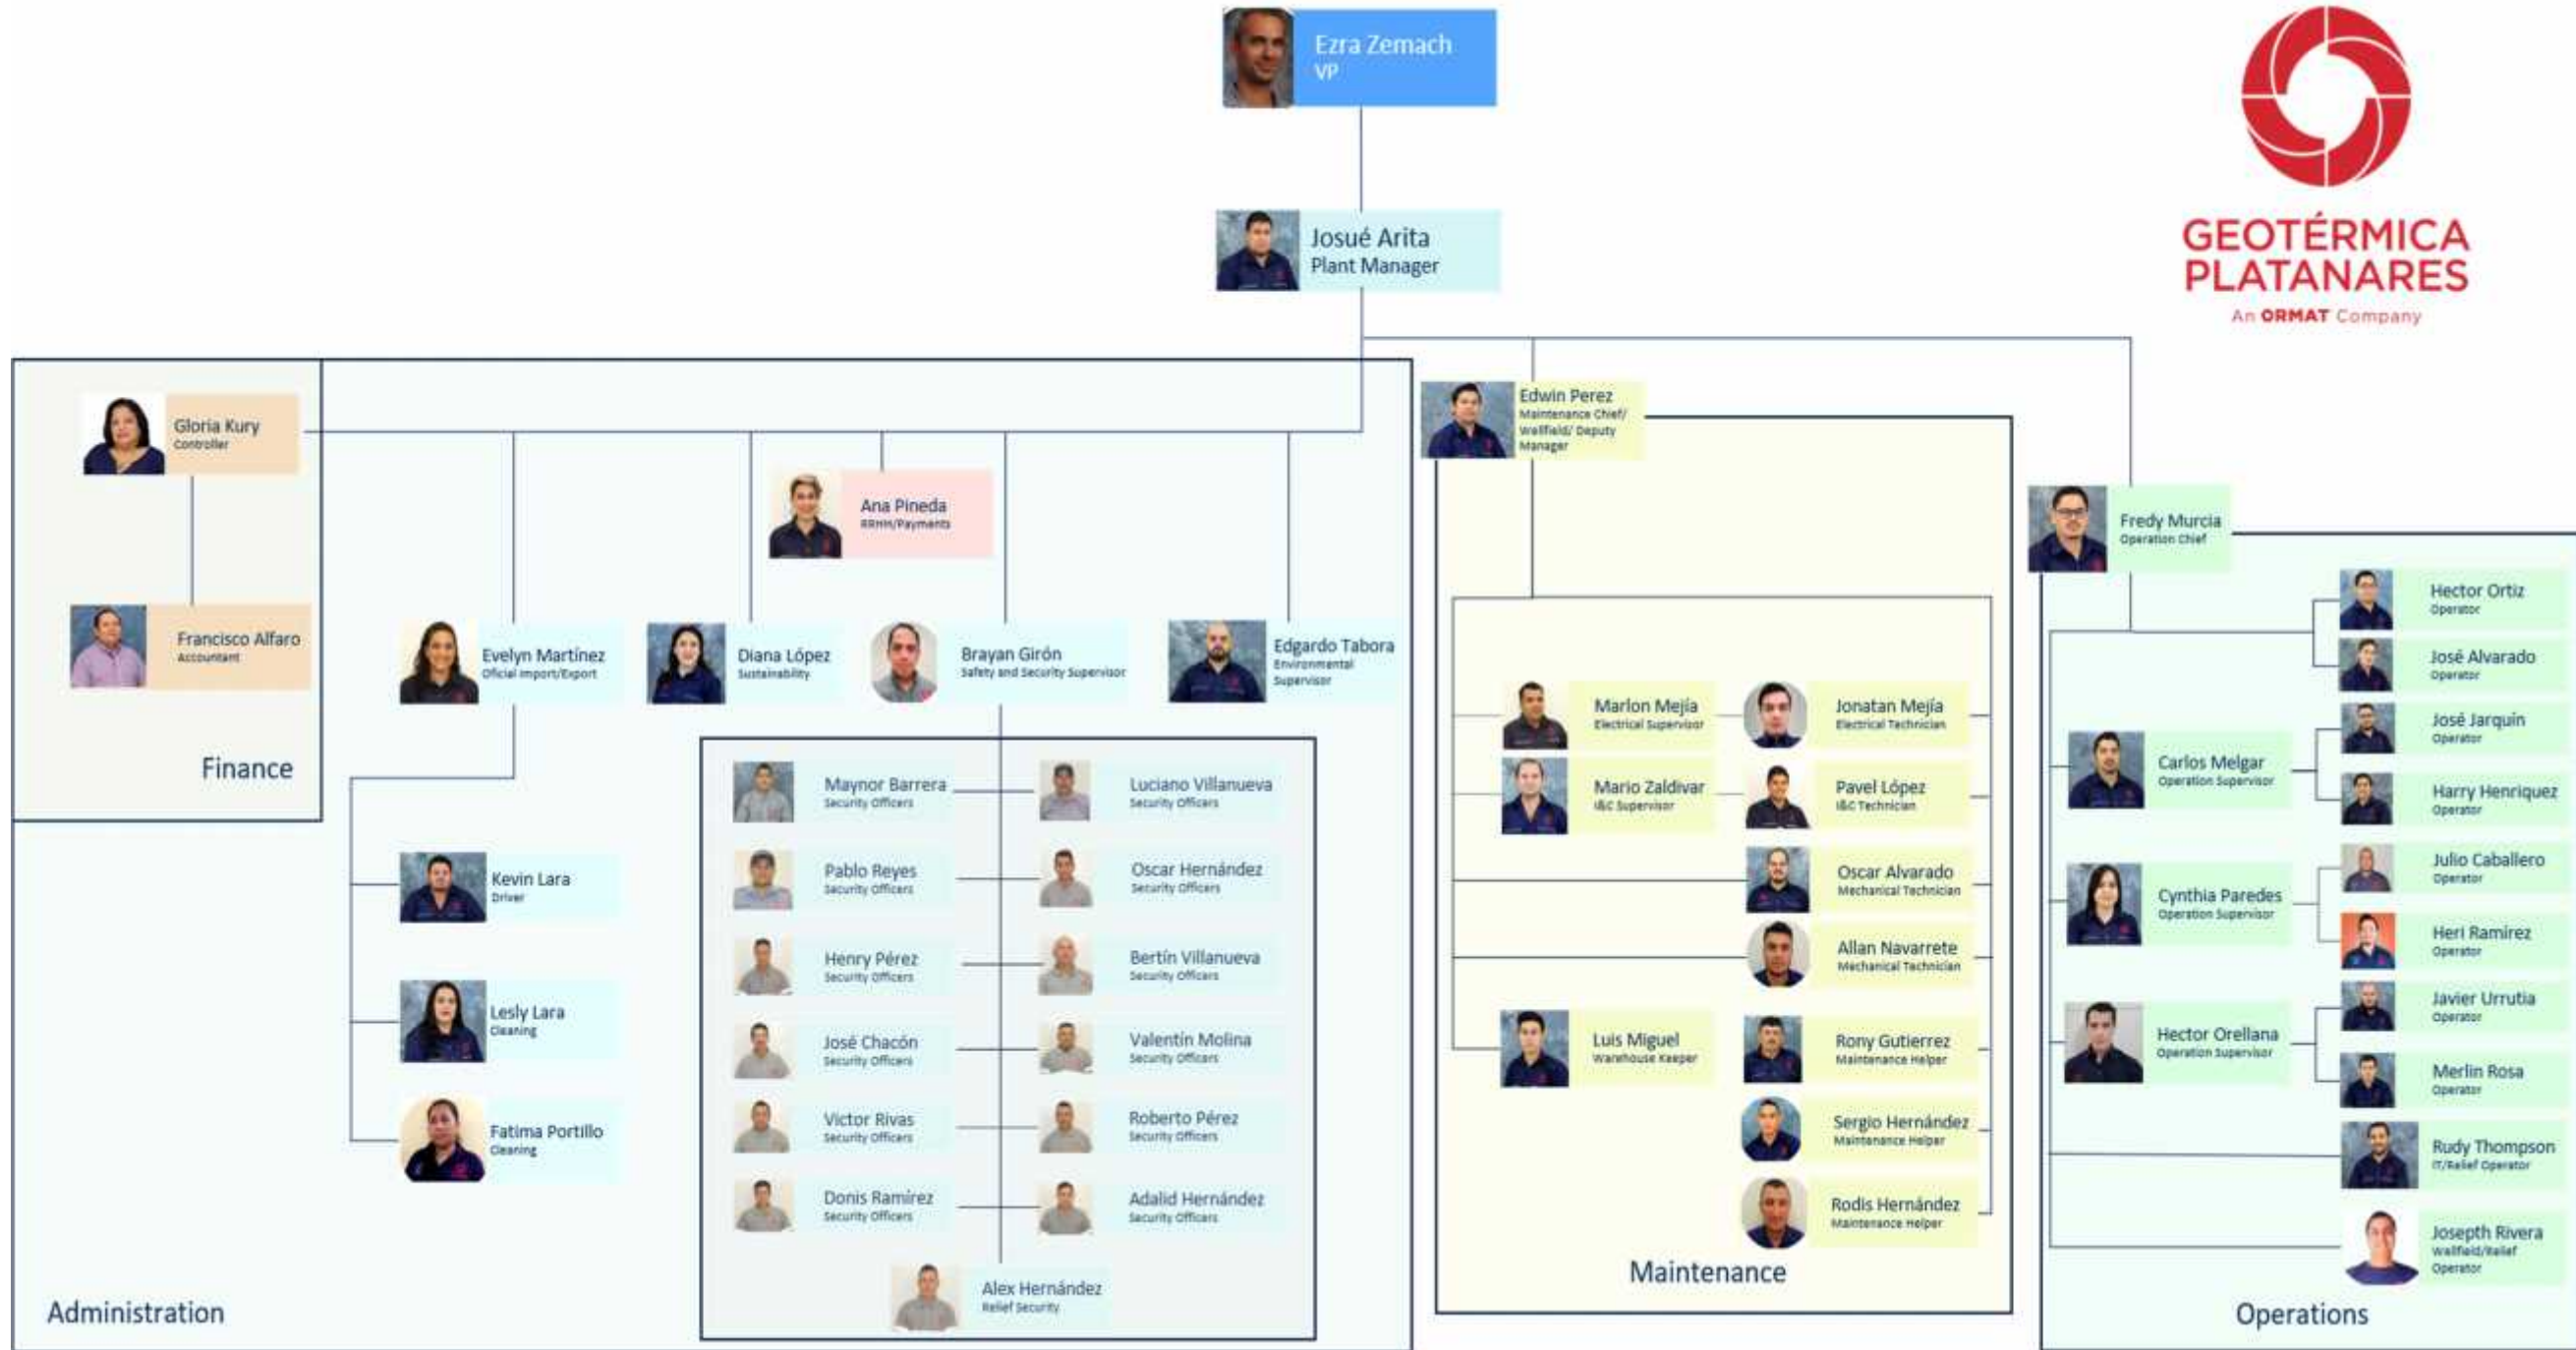 Ezra Zemach
VP
GEOTÉRMICA
PLATANARES
An ORMAT Company
Josué Arita
Plant Manager
Gloria Kury
Controller
Francisco Alfaro
Accountant
Finance
Ana Pineda
RRHH/Payments
Evelyn Martínez
Oficial Import/Export
Diana López
Sustainability
Brayan Girón
Safety and Security Supervisor
Edgardo Tabora
Environmental
Supervisor
Kevin Lara
Driver
Lesly Lara
Cleaning
Fatima Portillo
Cleaning
Maynor Barrera
Security Officers
Luciano Villanueva
Security Officers
Pablo Reyes
Security Officers
Oscar Hernández
Security Officers
Henry Pérez
Security Officers
Bertín Villanueva
Security Officers
José Chacón
Security Officers
Valentín Molina
Security Officers
Victor Rivas
Security Officers
Roberto Pérez
Security Officers
Donis Ramírez
Security Officers
Adalid Hernández
Security Officers
Alex Hernández
Relief Security
Administration
Edwin Perez
Maintenance Chief/
Wellfield/ Deputy
Manager
Marlon Mejía
Electrical Supervisor
Jonatan Mejía
Electrical Technician
Mario Zaldivar
I&C Supervisor
Pavel López
I&C Technician
Oscar Alvarado
Mechanical Technician
Allan Navarrete
Mechanical Technician
Luis Miguel
Warehouse Keeper
Rony Gutierrez
Maintenance Helper
Sergio Hernández
Maintenance Helper
Rodis Hernández
Maintenance Helper
Maintenance
Fredy Murcia
Operation Chief
Hector Ortiz
Operator
José Alvarado
Operator
Carlos Melgar
Operation Supervisor
José Jarquín
Operator
Harry Henriquez
Operator
Cynthia Paredes
Operation Supervisor
Julio Caballero
Operator
Heri Ramírez
Operator
Hector Orellana
Operation Supervisor
Javier Urrutia
Operator
Merlin Rosa
Operator
Rudy Thompson
IT/Relief Operator
Josepth Rivera
Wellfield/Relief
Operator
Operations